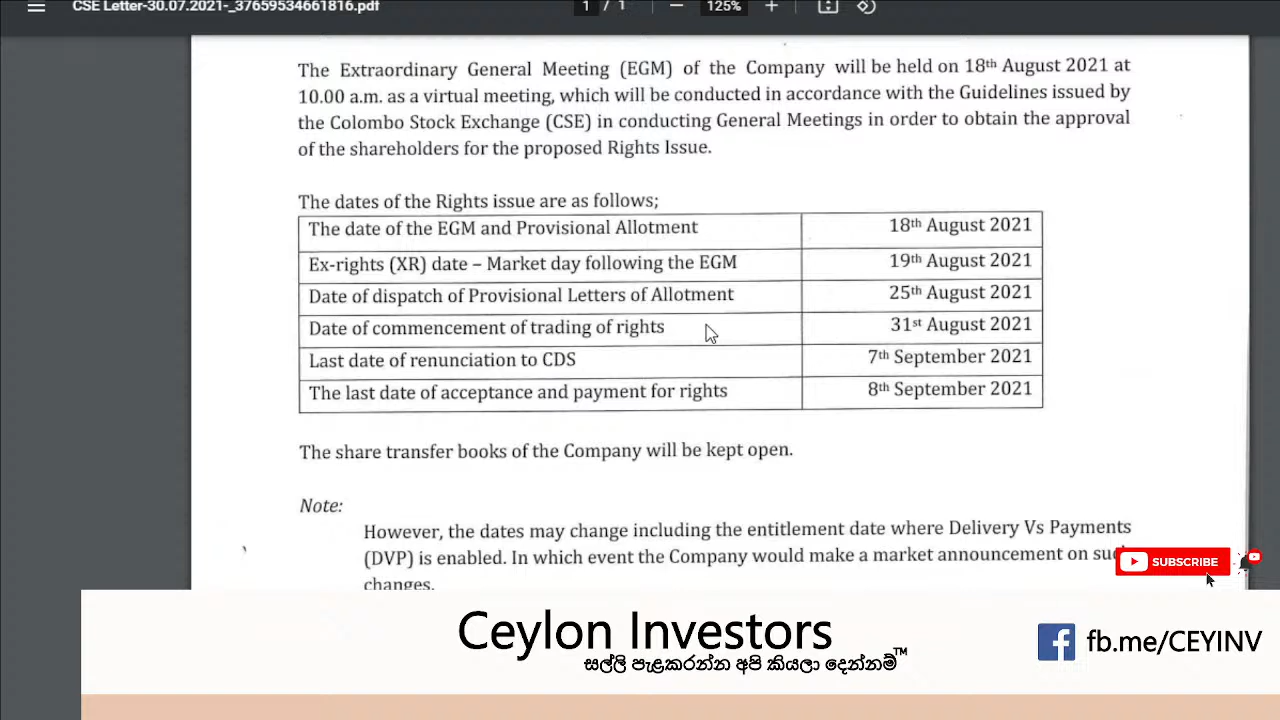 CSE Letter-30.07.2021-_37659534661816.pdf 1 / 1 125%
The Extraordinary General Meeting (EGM) of the Company will be held on 18th August 2021 at
10.00 a.m. as a virtual meeting, which will be conducted in accordance with the Guidelines issued by
the Colombo Stock Exchange (CSE) in conducting General Meetings in order to obtain the approval
of the shareholders for the proposed Rights Issue.
The dates of the Rights issue are as follows;
The date of the EGM and Provisional Allotment 18th August 2021
Ex-rights (XR) date – Market day following the EGM 19th August 2021
Date of dispatch of Provisional Letters of Allotment 25th August 2021
Date of commencement of trading of rights 31st August 2021
Last date of renunciation to CDS 7th September 2021
The last date of acceptance and payment for rights 8th September 2021
The share transfer books of the Company will be kept open.
Note:
However, the dates may change including the entitlement date where Delivery Vs Payments
(DVP) is enabled. In which event the Company would make a market announcement on such
changes.
SUBSCRIBE
Ceylon Investors
සල්ලි පැළකරන්න අපි කියලා දෙන්නම් ™
fb.me/CEYINV